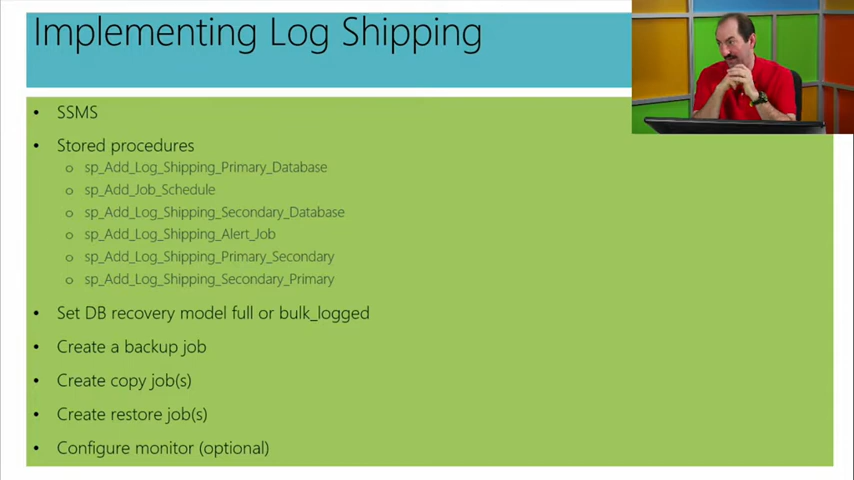 Implementing Log Shipping
• SSMS
• Stored procedures
o sp_Add_Log_Shipping_Primary_Database
o sp_Add_Job_Schedule
o sp_Add_Log_Shipping_Secondary_Database
o sp_Add_Log_Shipping_Alert_Job
o sp_Add_Log_Shipping_Primary_Secondary
o sp_Add_Log_Shipping_Secondary_Primary
• Set DB recovery model full or bulk_logged
• Create a backup job
• Create copy job(s)
• Create restore job(s)
• Configure monitor (optional)